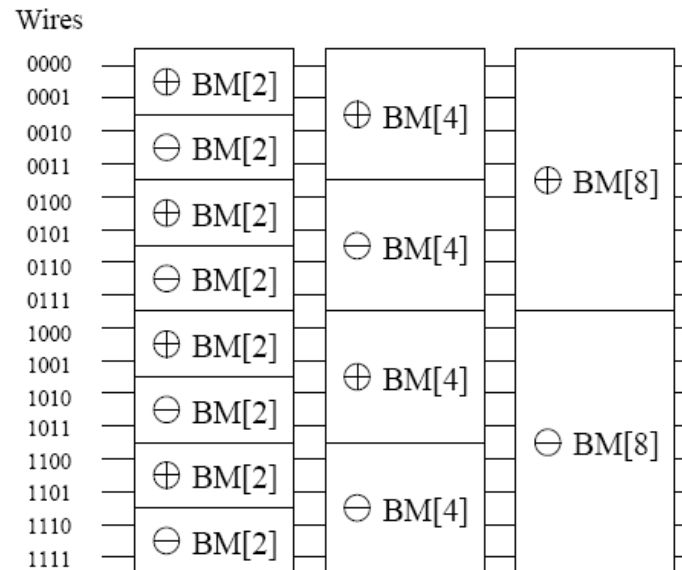 Wires
0000
0001
0010
0011
0100
0101
0110
0111
1000
1001
1010
1011
1100
1101
1110
1111
⊕ BM[2]
⊖ BM[2]
⊕ BM[2]
⊖ BM[2]
⊕ BM[2]
⊖ BM[2]
⊕ BM[2]
⊖ BM[2]
⊕ BM[4]
⊖ BM[4]
⊕ BM[4]
⊖ BM[4]
⊕ BM[8]
⊖ BM[8]